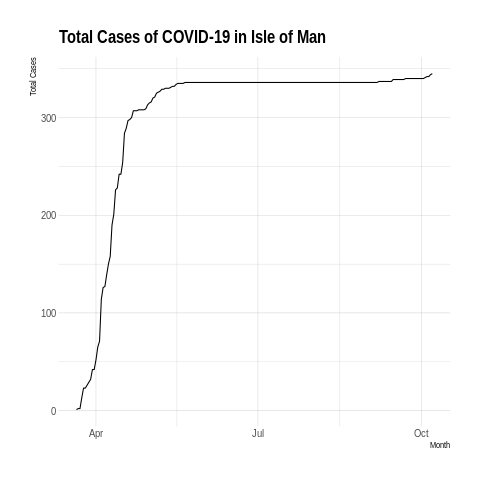 Total Cases of COVID-19 in Isle of Man
Total Cases
300
200
100
0
Apr Jul Oct
Month